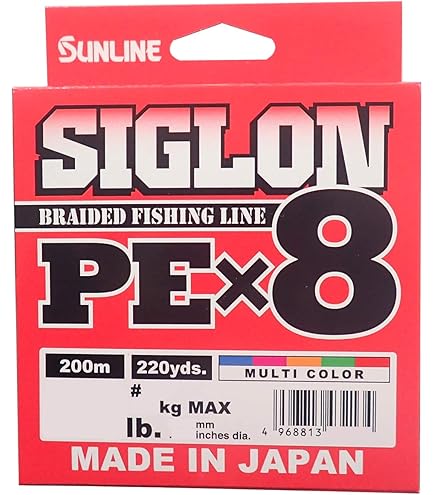 SUNLINE
SIGLON
BRAIDED FISHING LINE
PE×8
200m 220yds. MULTI COLOR
#
kg MAX
lb. mm
inches dia.
4 968813
MADE IN JAPAN